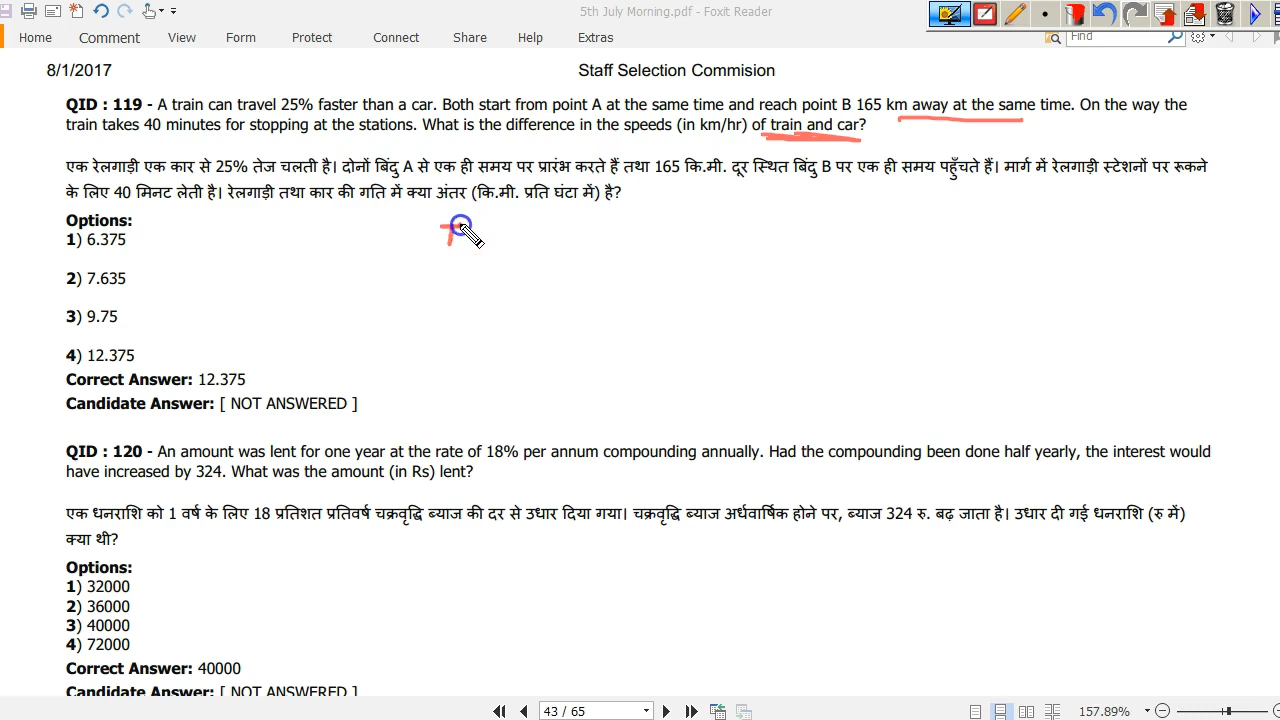 5th July Morning.pdf - Foxit Reader
Home Comment View Form Protect Connect Share Help Extras
Find
8/1/2017 Staff Selection Commision
QID : 119 - A train can travel 25% faster than a car. Both start from point A at the same time and reach point B 165 km away at the same time. On the way the
train takes 40 minutes for stopping at the stations. What is the difference in the speeds (in km/hr) of train and car?
एक रेलगाड़ी एक कार से 25% तेज चलती है। दोनों बिंदु A से एक ही समय पर प्रारंभ करते हैं तथा 165 कि.मी. दूर स्थित बिंदु B पर एक ही समय पहुँचते हैं। मार्ग में रेलगाड़ी स्टेशनों पर रूकने
के लिए 40 मिनट लेती है। रेलगाड़ी तथा कार की गति में क्या अंतर (कि.मी. प्रति घंटा में) है?
Options:
1) 6.375
2) 7.635
3) 9.75
4) 12.375
Correct Answer: 12.375
Candidate Answer: [ NOT ANSWERED ]
QID : 120 - An amount was lent for one year at the rate of 18% per annum compounding annually. Had the compounding been done half yearly, the interest would
have increased by 324. What was the amount (in Rs) lent?
एक धनराशि को 1 वर्ष के लिए 18 प्रतिशत प्रतिवर्ष चक्रवृद्धि ब्याज की दर से उधार दिया गया। चक्रवृद्धि ब्याज अर्धवार्षिक होने पर, ब्याज 324 रु. बढ़ जाता है। उधार दी गई धनराशि (रु में)
क्या थी?
Options:
1) 32000
2) 36000
3) 40000
4) 72000
Correct Answer: 40000
Candidate Answer: [ NOT ANSWERED ]
43 / 65 157.89%